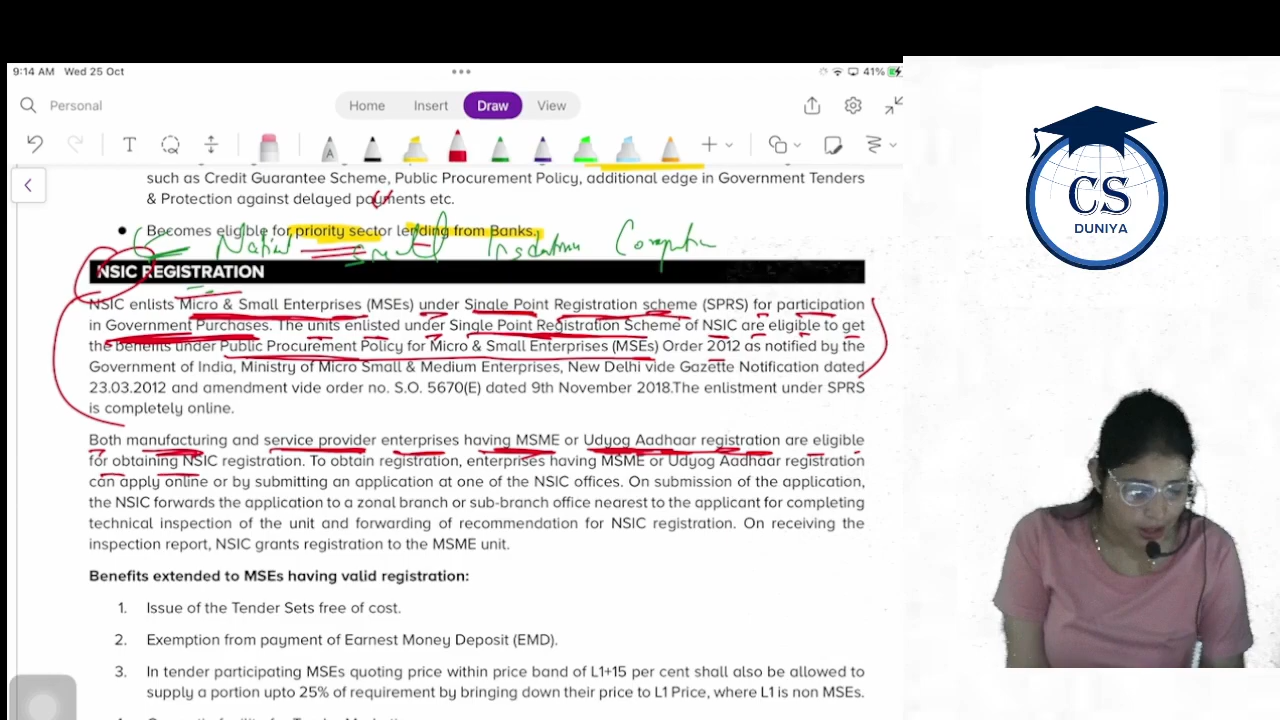 9:14 AM Wed 25 Oct
41%
Personal
Home Insert Draw View
such as Credit Guarantee Scheme, Public Procurement Policy, additional edge in Government Tenders
& Protection against delayed payments etc.
● Becomes eligible for priority sector lending from Banks.
Small
NSIC REGISTRATION
NSIC enlists Micro & Small Enterprises (MSEs) under Single Point Registration scheme (SPRS) for participation
in Government Purchases. The units enlisted under Single Point Registration Scheme of NSIC are eligible to get
the benefits under Public Procurement Policy for Micro & Small Enterprises (MSEs) Order 2012 as notified by the
Government of India, Ministry of Micro Small & Medium Enterprises, New Delhi vide Gazette Notification dated
23.03.2012 and amendment vide order no. S.O. 5670(E) dated 9th November 2018.The enlistment under SPRS
is completely online.
Both manufacturing and service provider enterprises having MSME or Udyog Aadhaar registration are eligible
for obtaining NSIC registration. To obtain registration, enterprises having MSME or Udyog Aadhaar registration
can apply online or by submitting an application at one of the NSIC offices. On submission of the application,
the NSIC forwards the application to a zonal branch or sub-branch office nearest to the applicant for completing
technical inspection of the unit and forwarding of recommendation for NSIC registration. On receiving the
inspection report, NSIC grants registration to the MSME unit.
Benefits extended to MSEs having valid registration:
1. Issue of the Tender Sets free of cost.
2. Exemption from payment of Earnest Money Deposit (EMD).
3. In tender participating MSEs quoting price within price band of L1+15 per cent shall also be allowed to
supply a portion upto 25% of requirement by bringing down their price to L1 Price, where L1 is non MSEs.
CS
DUNIYA